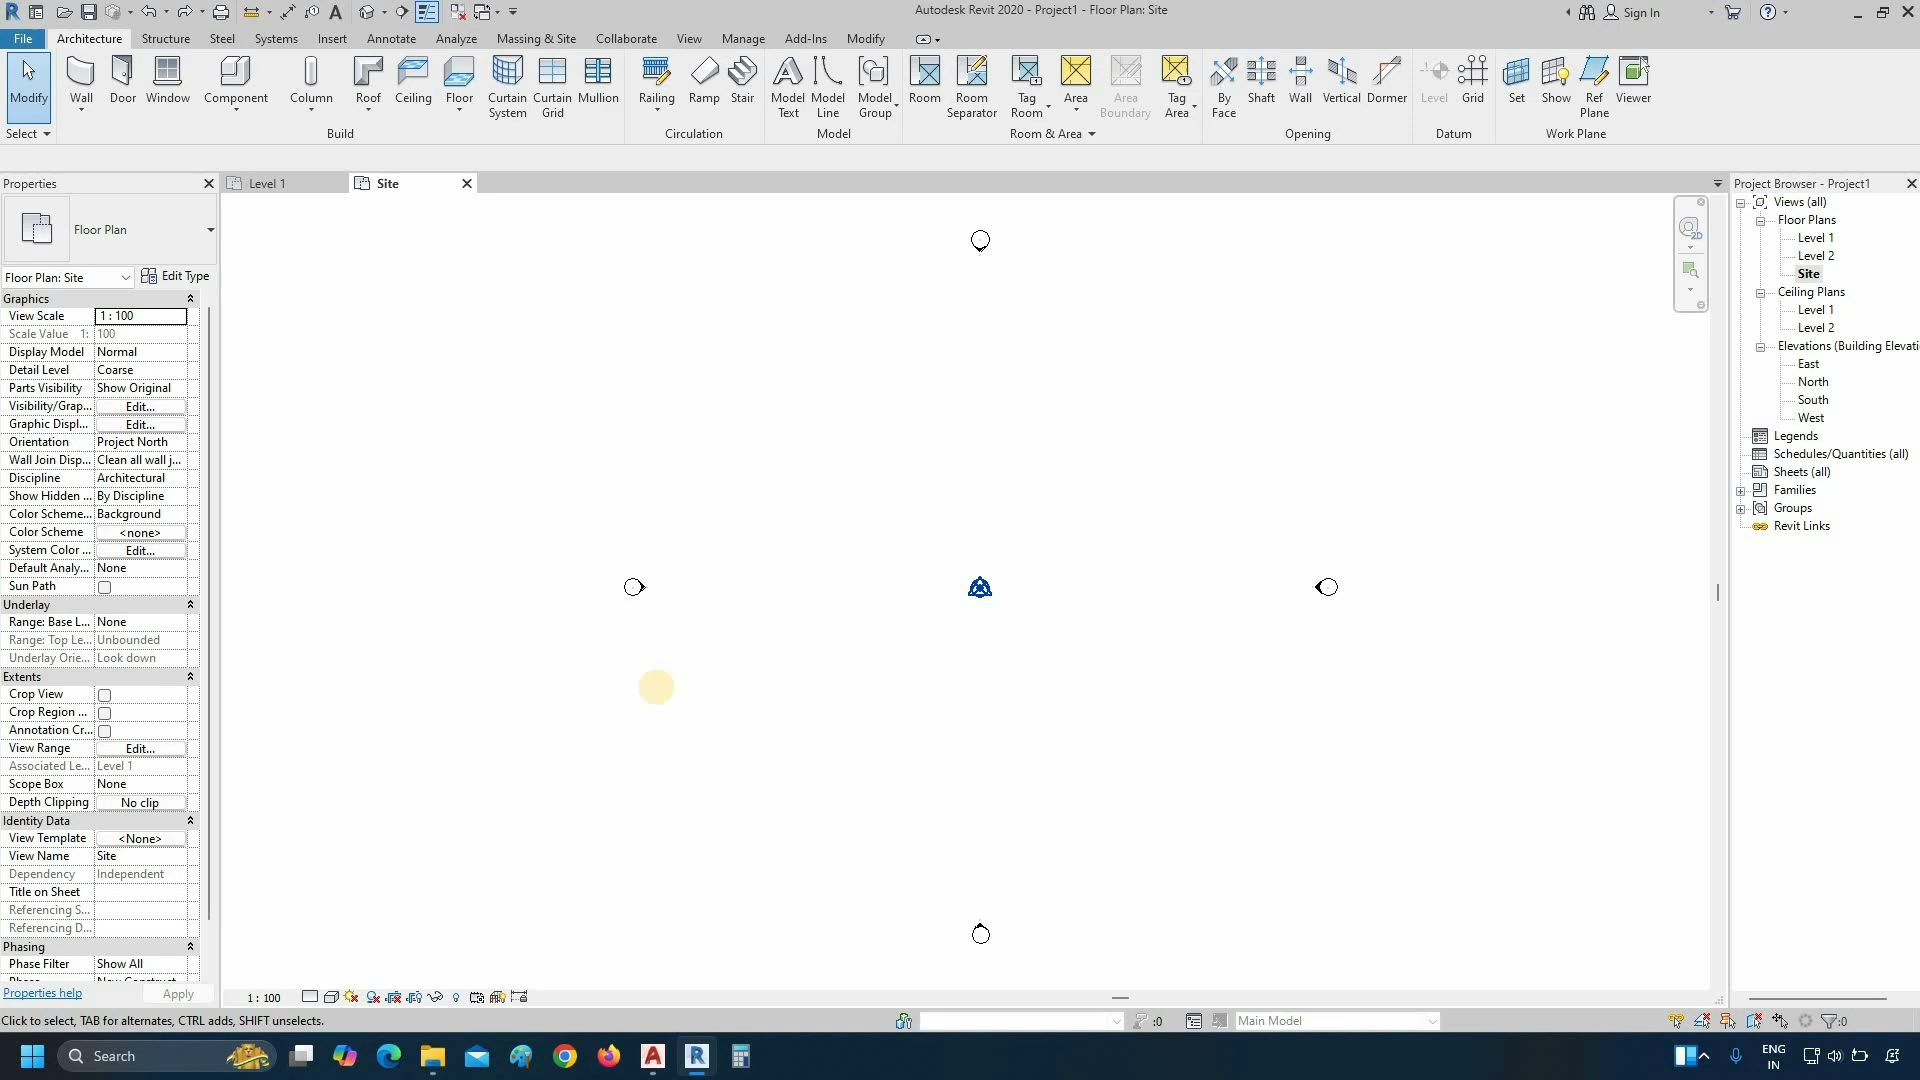 Autodesk Revit 2020 - Project1 - Floor Plan: Site
Sign In
File
Architecture
Structure
Steel
Systems
Insert
Annotate
Analyze
Massing & Site
Collaborate
View
Manage
Add-Ins
Modify
Modify
Wall
Door
Window
Component
Column
Roof
Ceiling
Floor
Curtain System
Curtain Grid
Mullion
Railing
Ramp
Stair
Model Text
Model Line
Model Group
Room
Room Separator
Tag Room
Area
Area Boundary
Tag Area
By Face
Shaft
Wall
Vertical
Dormer
Level
Grid
Set
Show
Ref Plane
Viewer
Select
Build
Circulation
Model
Room & Area
Opening
Datum
Work Plane
Properties
Floor Plan
Floor Plan: Site
Edit Type
Graphics
View Scale 1 : 100
Scale Value 1: 100
Display Model Normal
Detail Level Coarse
Parts Visibility Show Original
Visibility/Grap... Edit...
Graphic Displ... Edit...
Orientation Project North
Wall Join Disp... Clean all wall j...
Discipline Architectural
Show Hidden ... By Discipline
Color Scheme... Background
Color Scheme <none>
System Color ... Edit...
Default Analy... None
Sun Path
Underlay
Range: Base L... None
Range: Top Le... Unbounded
Underlay Orie... Look down
Extents
Crop View
Crop Region ...
Annotation Cr...
View Range Edit...
Associated Le... Level 1
Scope Box None
Depth Clipping No clip
Identity Data
View Template <None>
View Name Site
Dependency Independent
Title on Sheet
Referencing S...
Referencing D...
Phasing
Phase Filter Show All
Properties help
Apply
Level 1
Site
2D
Project Browser - Project1
Views (all)
Floor Plans
Level 1
Level 2
Site
Ceiling Plans
Level 1
Level 2
Elevations (Building Elevati
East
North
South
West
Legends
Schedules/Quantities (all)
Sheets (all)
Families
Groups
Revit Links
1 : 100
Click to select, TAB for alternates, CTRL adds, SHIFT unselects.
:0
Main Model
:0
Search
ENG
IN